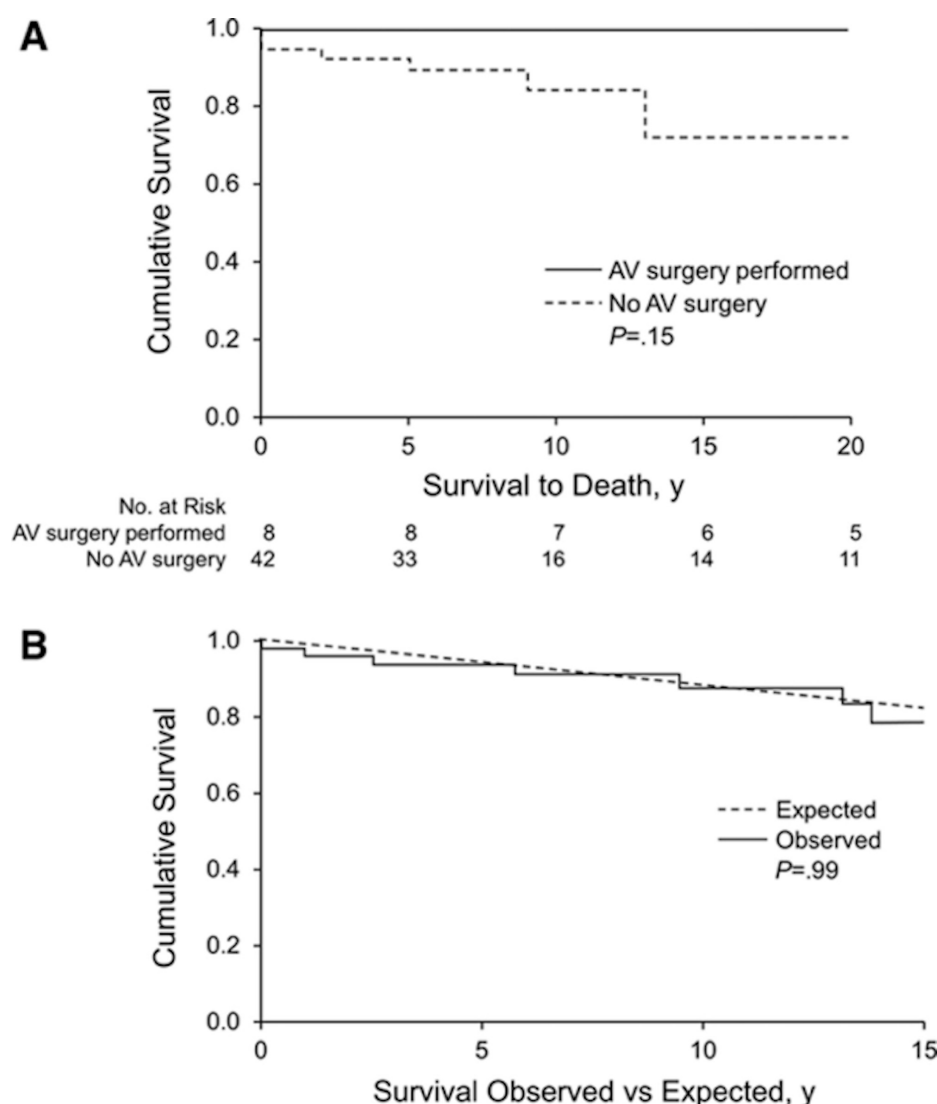 A
1.0
0.8
0.6
0.4
0.2
0.0
Cumulative Survival
AV surgery performed
No AV surgery
P=.15
0 5 10 15 20
Survival to Death, y
No. at Risk
AV surgery performed 8 8 7 6 5
No AV surgery 42 33 16 14 11
B
1.0
0.8
0.6
0.4
0.2
0.0
Cumulative Survival
Expected
Observed
P=.99
0 5 10 15
Survival Observed vs Expected, y